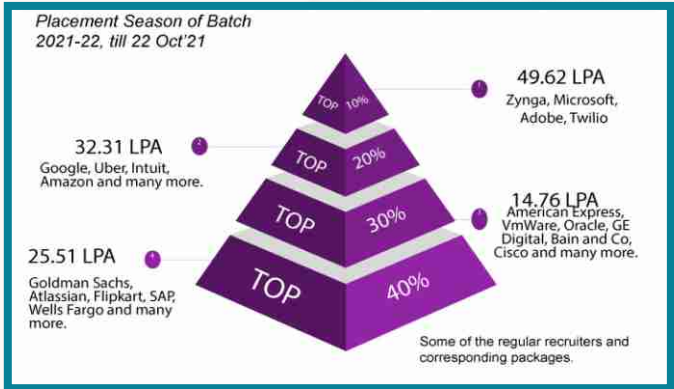 Placement Season of Batch
2021-22, till 22 Oct'21
TOP 10%
49.62 LPA
Zynga, Microsoft,
Adobe, Twilio
32.31 LPA
Google, Uber, Intuit,
Amazon and many more.
TOP 20%
TOP 30%
14.76 LPA
American Express,
VmWare, Oracle, GE
Digital, Bain and Co,
Cisco and many more.
25.51 LPA
Goldman Sachs,
Atlassian, Flipkart, SAP,
Wells Fargo and many
more.
TOP 40%
Some of the regular recruiters and
corresponding packages.